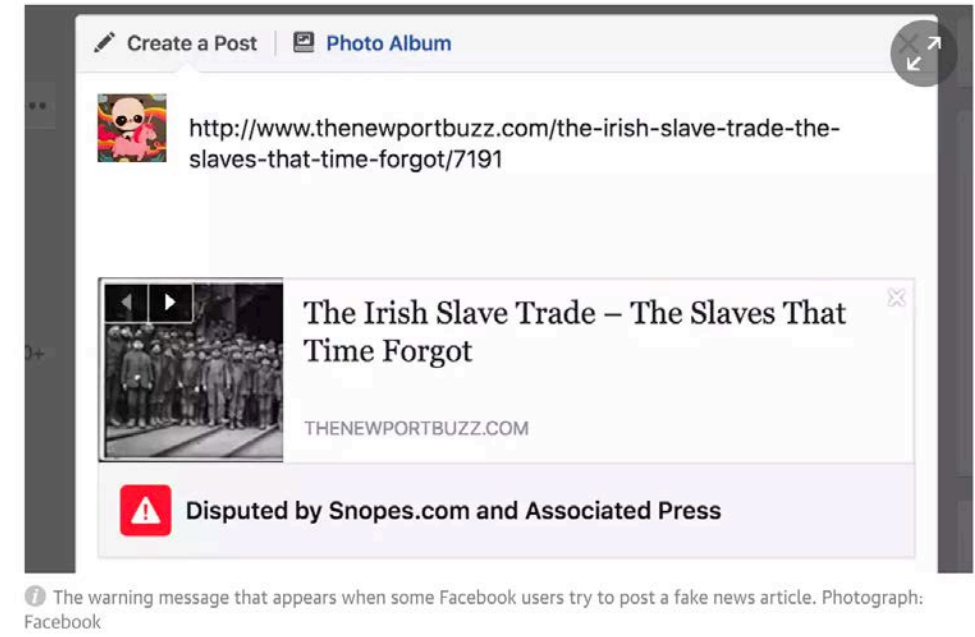 Create a Post
Photo Album
http://www.thenewportbuzz.com/the-irish-slave-trade-the-
slaves-that-time-forgot/7191
The Irish Slave Trade – The Slaves That
Time Forgot
THENEWPORTBUZZ.COM
Disputed by Snopes.com and Associated Press
The warning message that appears when some Facebook users try to post a fake news article. Photograph:
Facebook